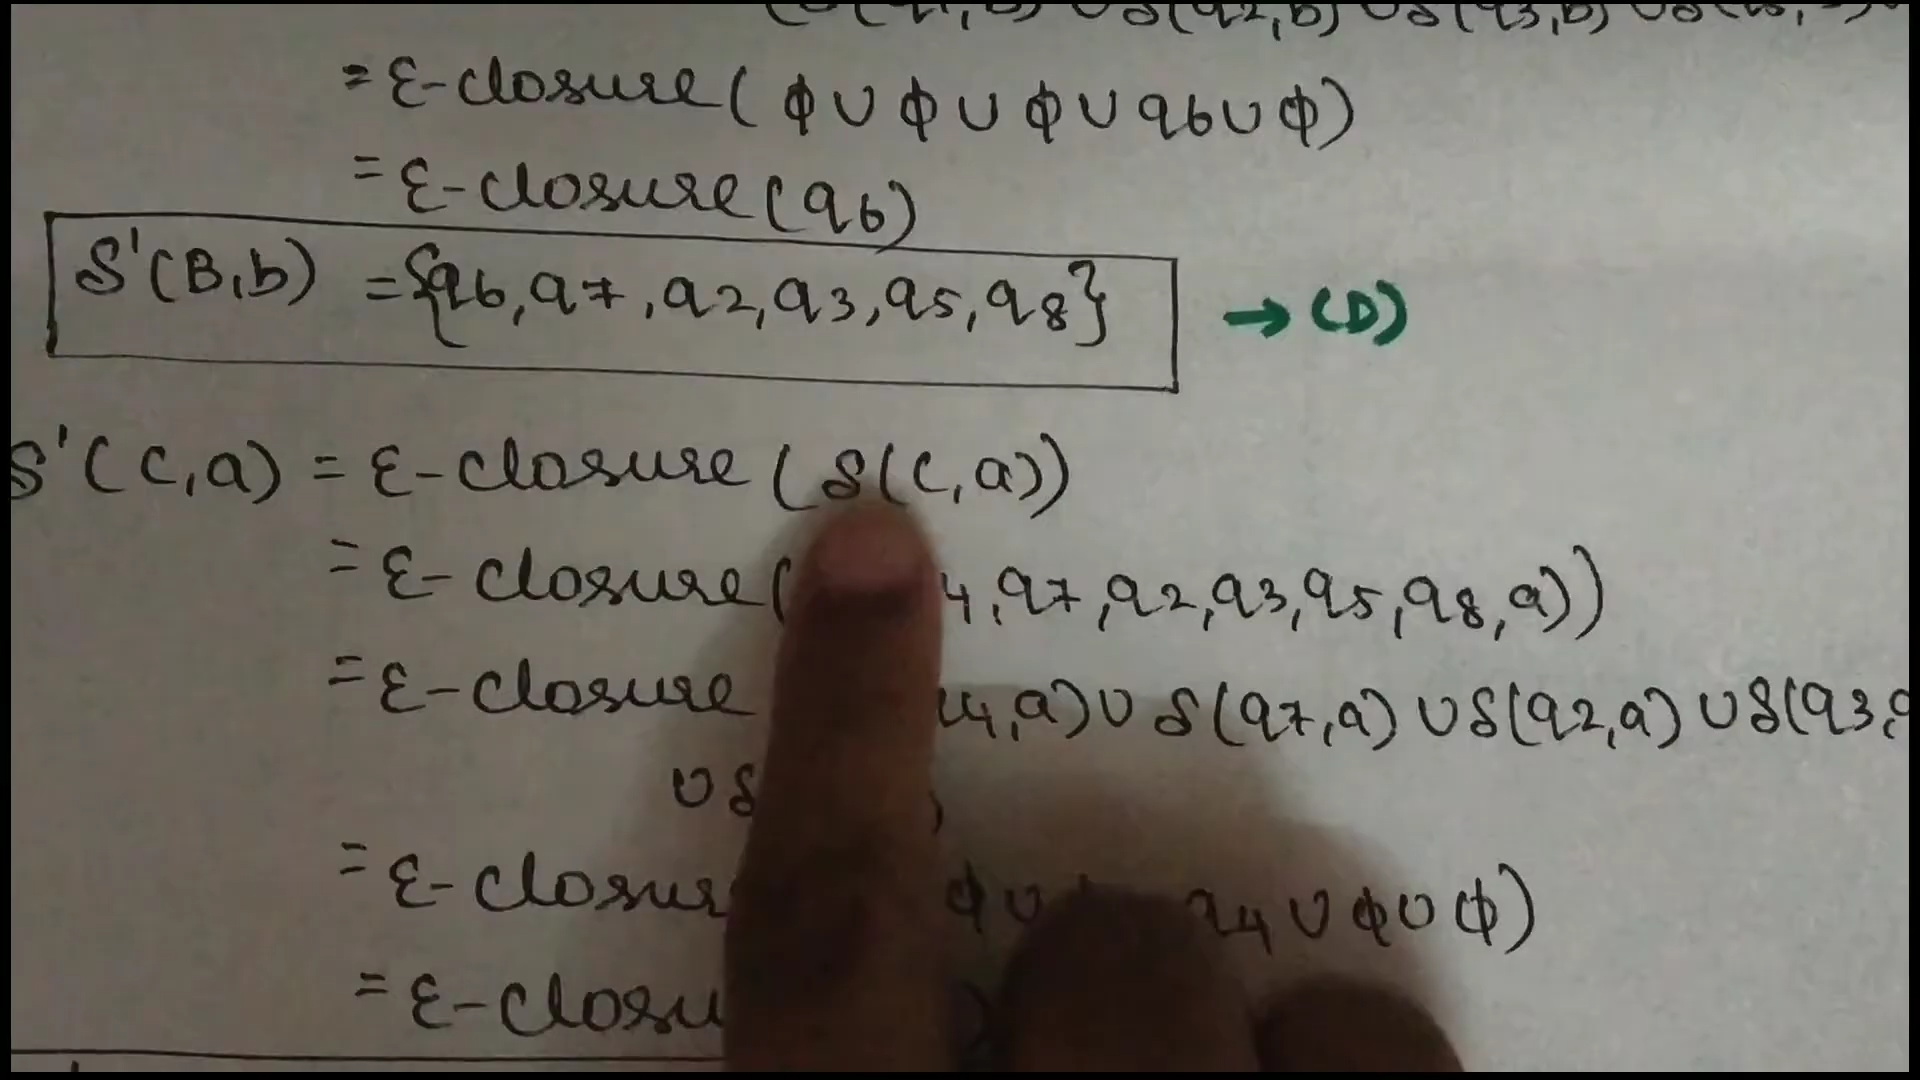 = ε-closure( ϕ ∪ ϕ ∪ ϕ ∪ q6 ∪ ϕ)
= ε-closure(q6)
δ'(B,b) = {q6, q7, q2, q3, q5, q8} → (D)
δ'(C,a) = ε-closure( δ(C,a))
= ε-closure( 4, q7, q2, q3, q5, q8, a))
= ε-closure 4,a) ∪ δ(q7,a) ∪ δ(q2,a) ∪ δ(q3,
∪ δ
= ε-closur ϕ ∪ q4 ∪ ϕ ∪ ϕ)
= ε-closu